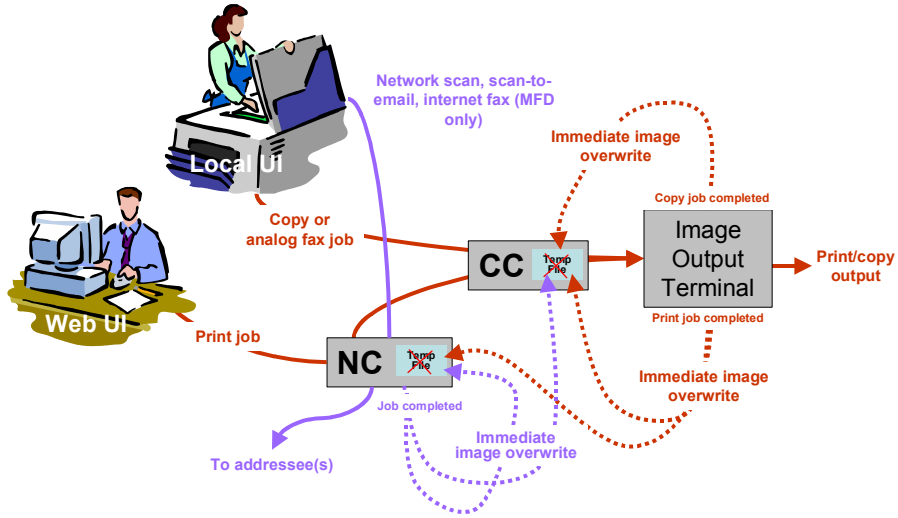 Network scan, scan-to-
email, internet fax (MFD
only)
Local UI
Immediate image
overwrite
Copy job completed
Copy or
analog fax job
CC
Temp
File
Image
Output
Terminal
Print/copy
output
Web UI
Print job
Print job completed
NC
Temp
File
Immediate image
overwrite
Job completed
Immediate
image overwrite
To addressee(s)